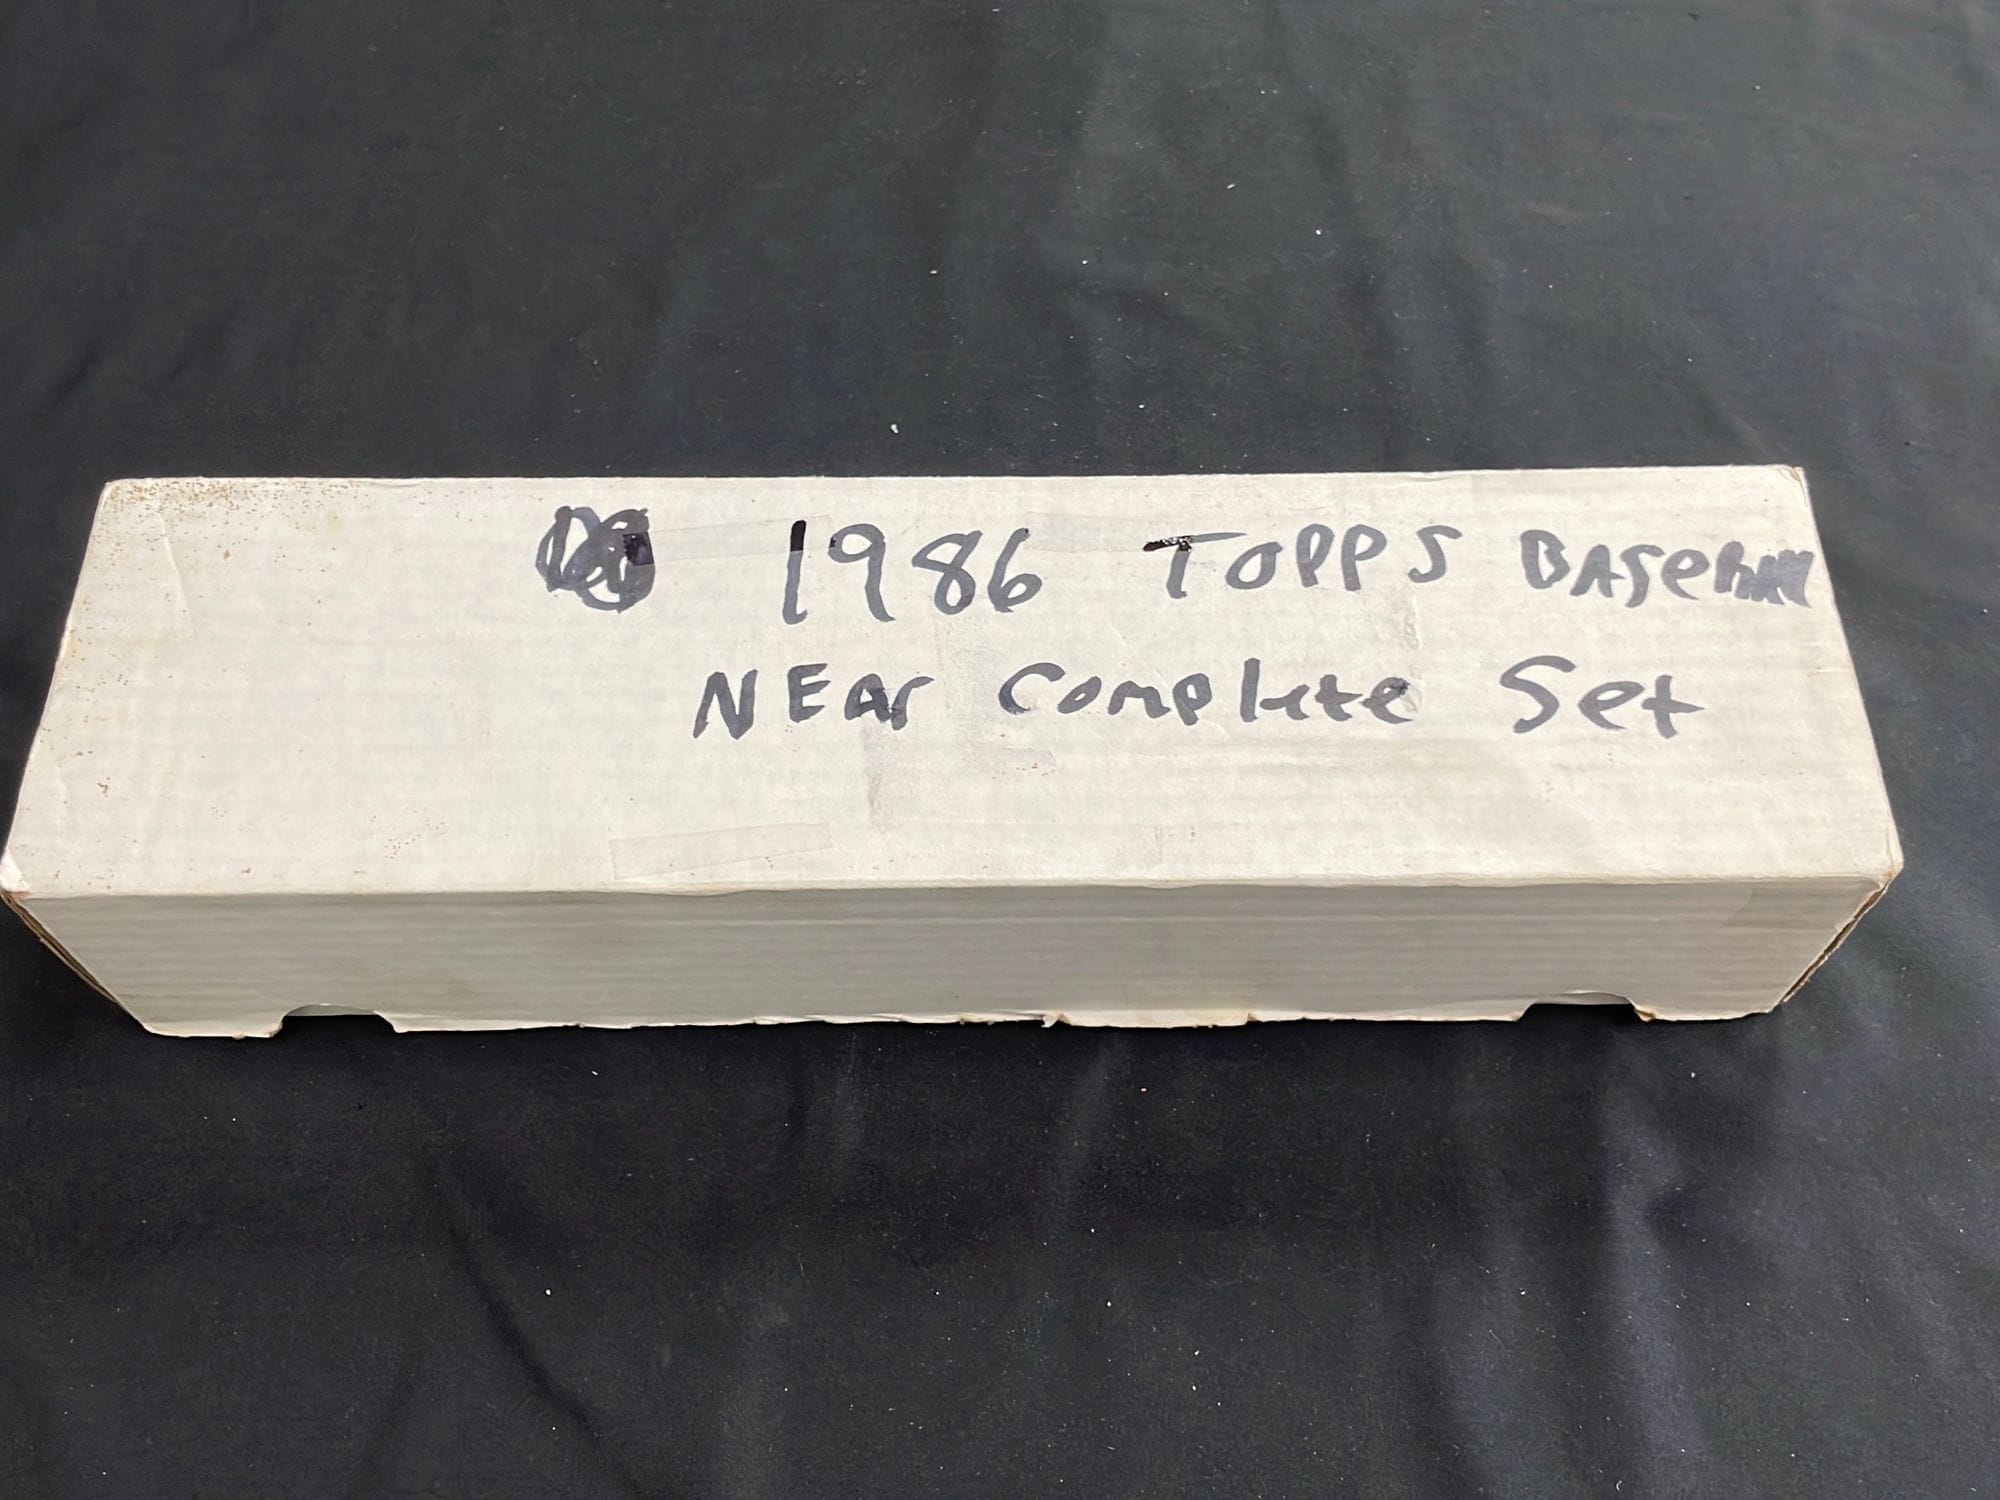 1986 TOPPS BASeBAll
NEAr Complete Set